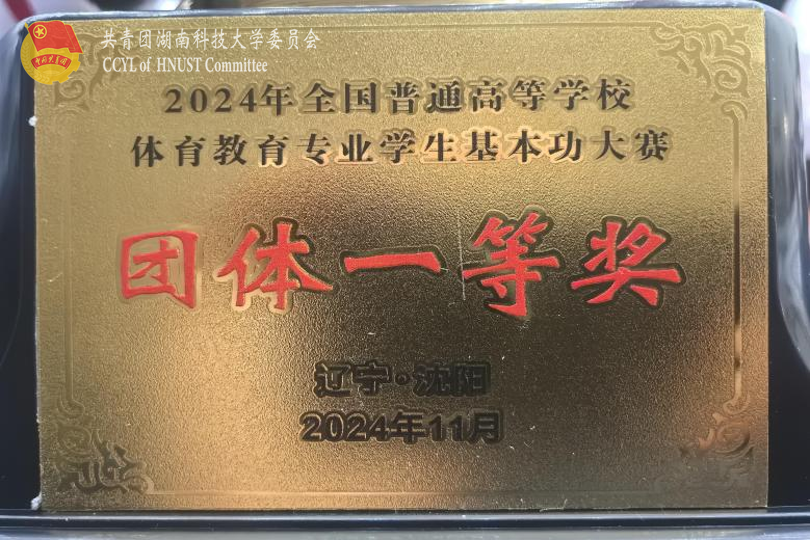 共青团湖南科技大学委员会
CCYL of HNUST Committee
2024年全国普通高等学校
体育教育专业学生基本功大赛
团体一等奖
辽宁·沈阳
2024年11月